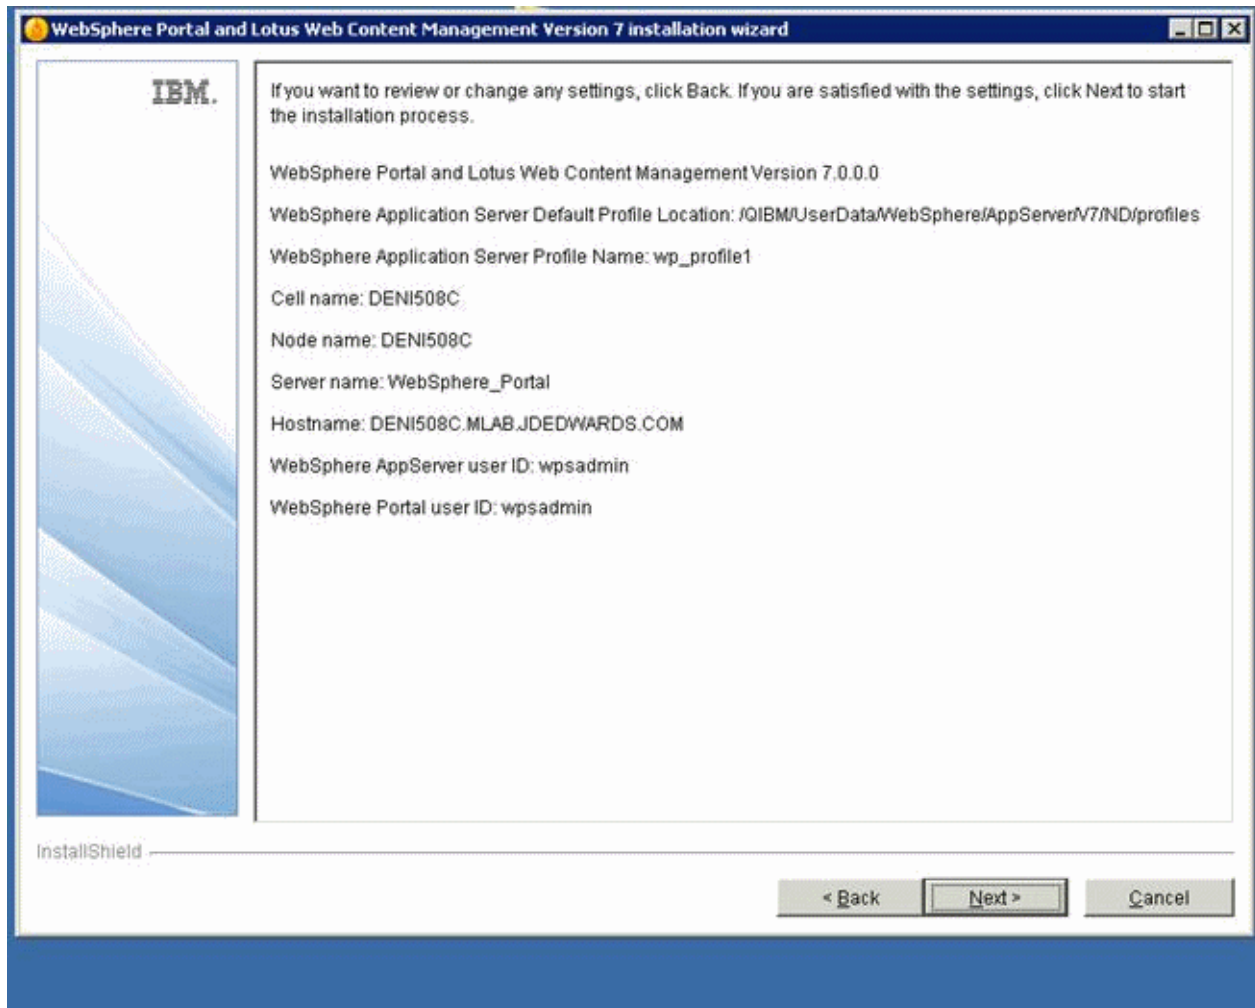 WebSphere Portal and Lotus Web Content Management Version 7 installation wizard
IBM.
If you want to review or change any settings, click Back. If you are satisfied with the settings, click Next to start
the installation process.
WebSphere Portal and Lotus Web Content Management Version 7.0.0.0
WebSphere Application Server Default Profile Location: /QIBM/UserData/WebSphere/AppServer/V7/ND/profiles
WebSphere Application Server Profile Name: wp_profile1
Cell name: DENI508C
Node name: DENI508C
Server name: WebSphere_Portal
Hostname: DENI508C.MLAB.JDEDWARDS.COM
WebSphere AppServer user ID: wpsadmin
WebSphere Portal user ID: wpsadmin
InstallShield
< Back Next > Cancel